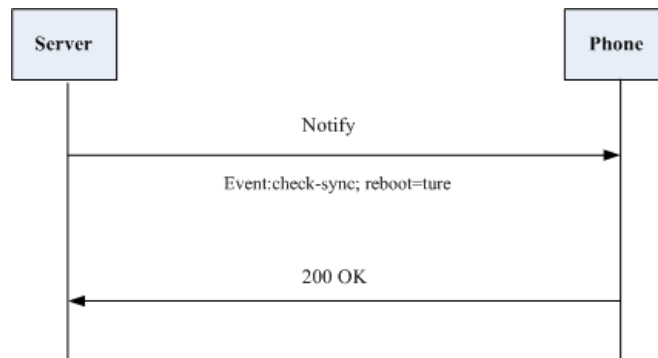 Server
Phone
Notify
Event:check-sync; reboot=ture
200 OK